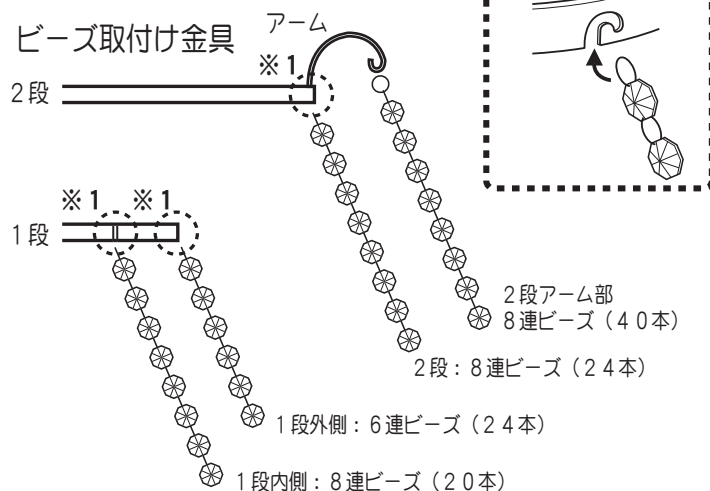 アーム
ビーズ取付け金具
※1
2段
※1 ※1
1段
2段アーム部
8連ビーズ（40本）
2段：8連ビーズ（24本）
1段外側：6連ビーズ（24本）
1段内側：8連ビーズ（20本）